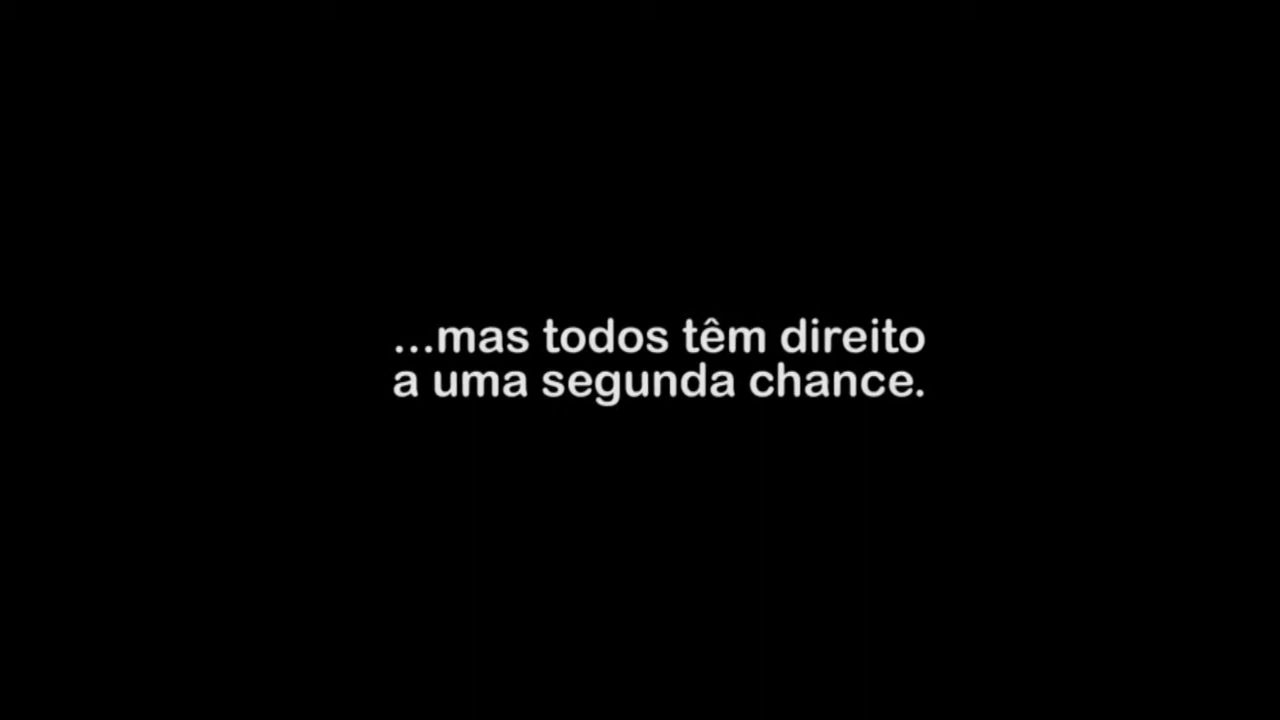 ...mas todos têm direito
a uma segunda chance.